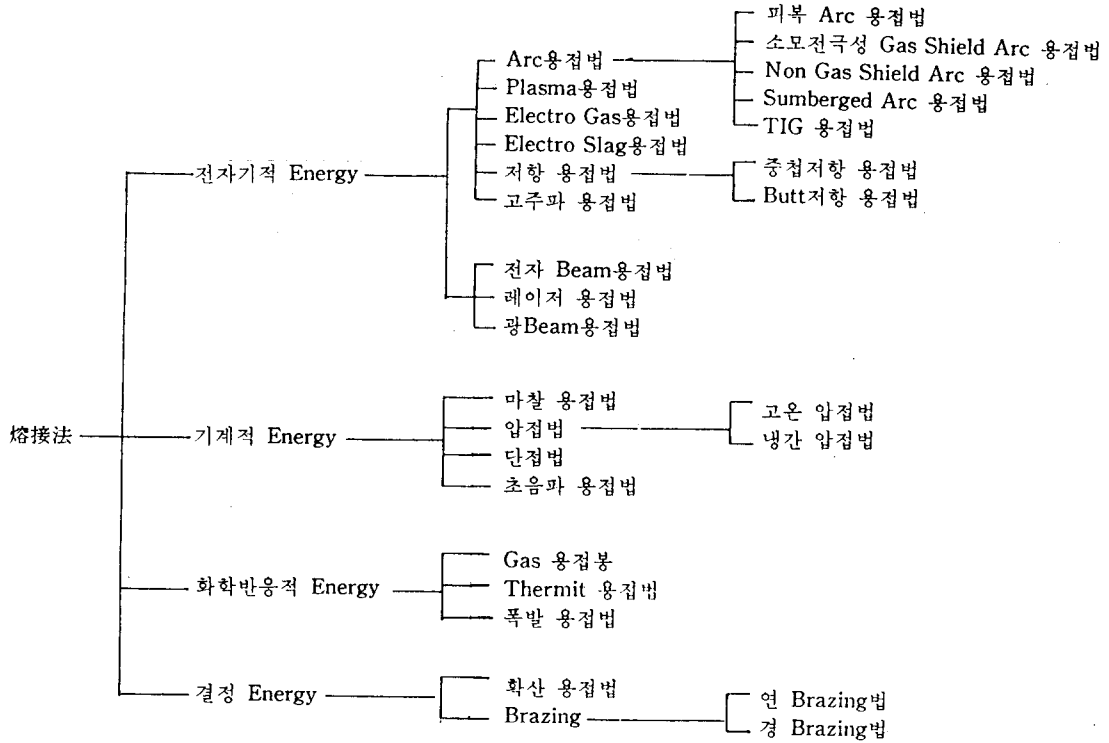 피복 Arc 용접법
소모전극성 Gas Shield Arc 용접법
Arc용접법
Non Gas Shield Arc 용접법
Plasma용접법
Sumberged Arc 용접법
Electro Gas용접법
TIG 용접법
Electro Slag용접법
전자기적 Energy
저항 용접법
중첩저항 용접법
고주파 용접법
Butt저항 용접법
전자 Beam용접법
레이저 용접법
광Beam용접법
마찰 용접법
고온 압접법
熔接法
기계적 Energy
압접법
냉간 압접법
단접법
초음파 용접법
Gas 용접봉
화학반응적 Energy
Thermit 용접법
폭발 용접법
결정 Energy
확산 용접법
연 Brazing법
Brazing
경 Brazing법